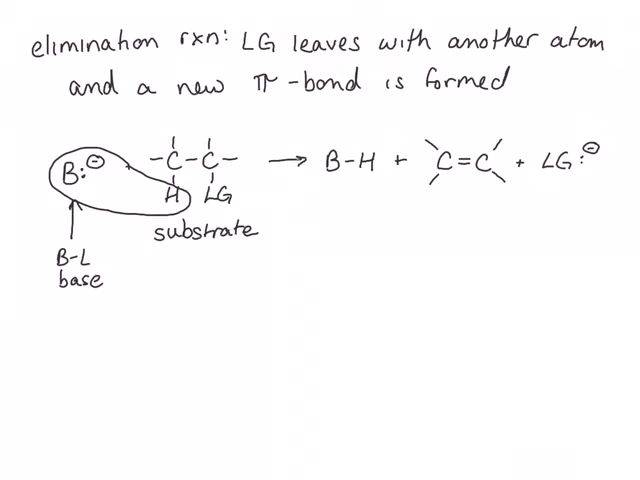 elimination rxn: LG leaves with another atom
and a new π-bond is formed
B:⊖ + -C-C- → B-H + C=C + LG:⊖
H LG
substrate
B-L
base